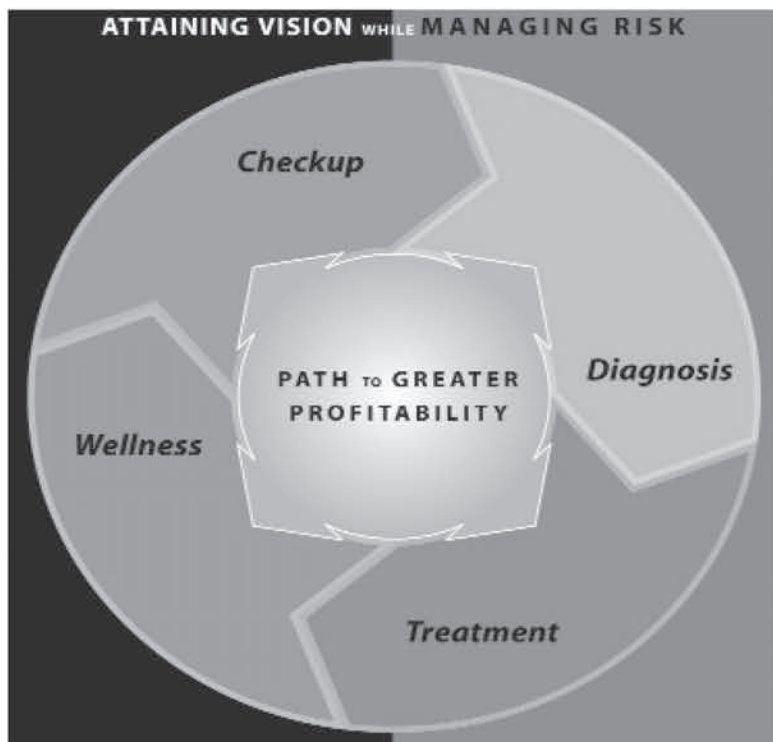 ATTAINING VISION WHILE MANAGING RISK
Checkup
Diagnosis
Treatment
Wellness
PATH TO GREATER
PROFITABILITY